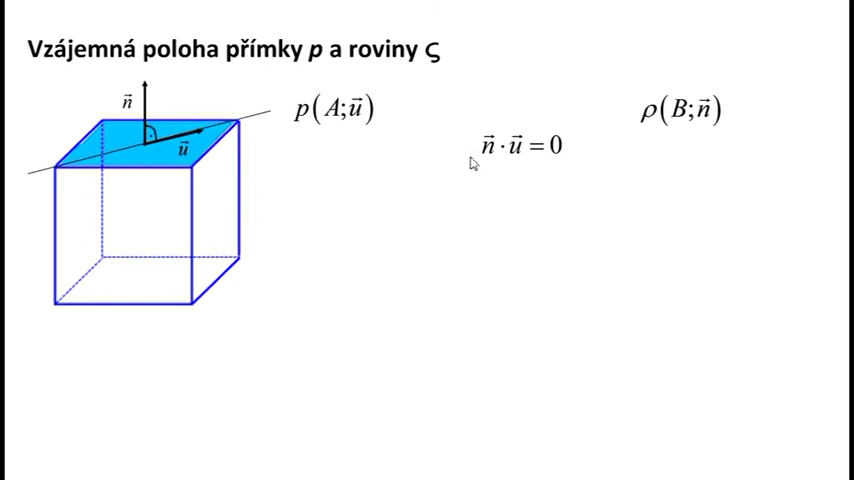 Vzájemná poloha přímky p a roviny ς
n⃗
u⃗
p(A;u⃗)
ρ(B;n⃗)
n⃗ · u⃗ = 0